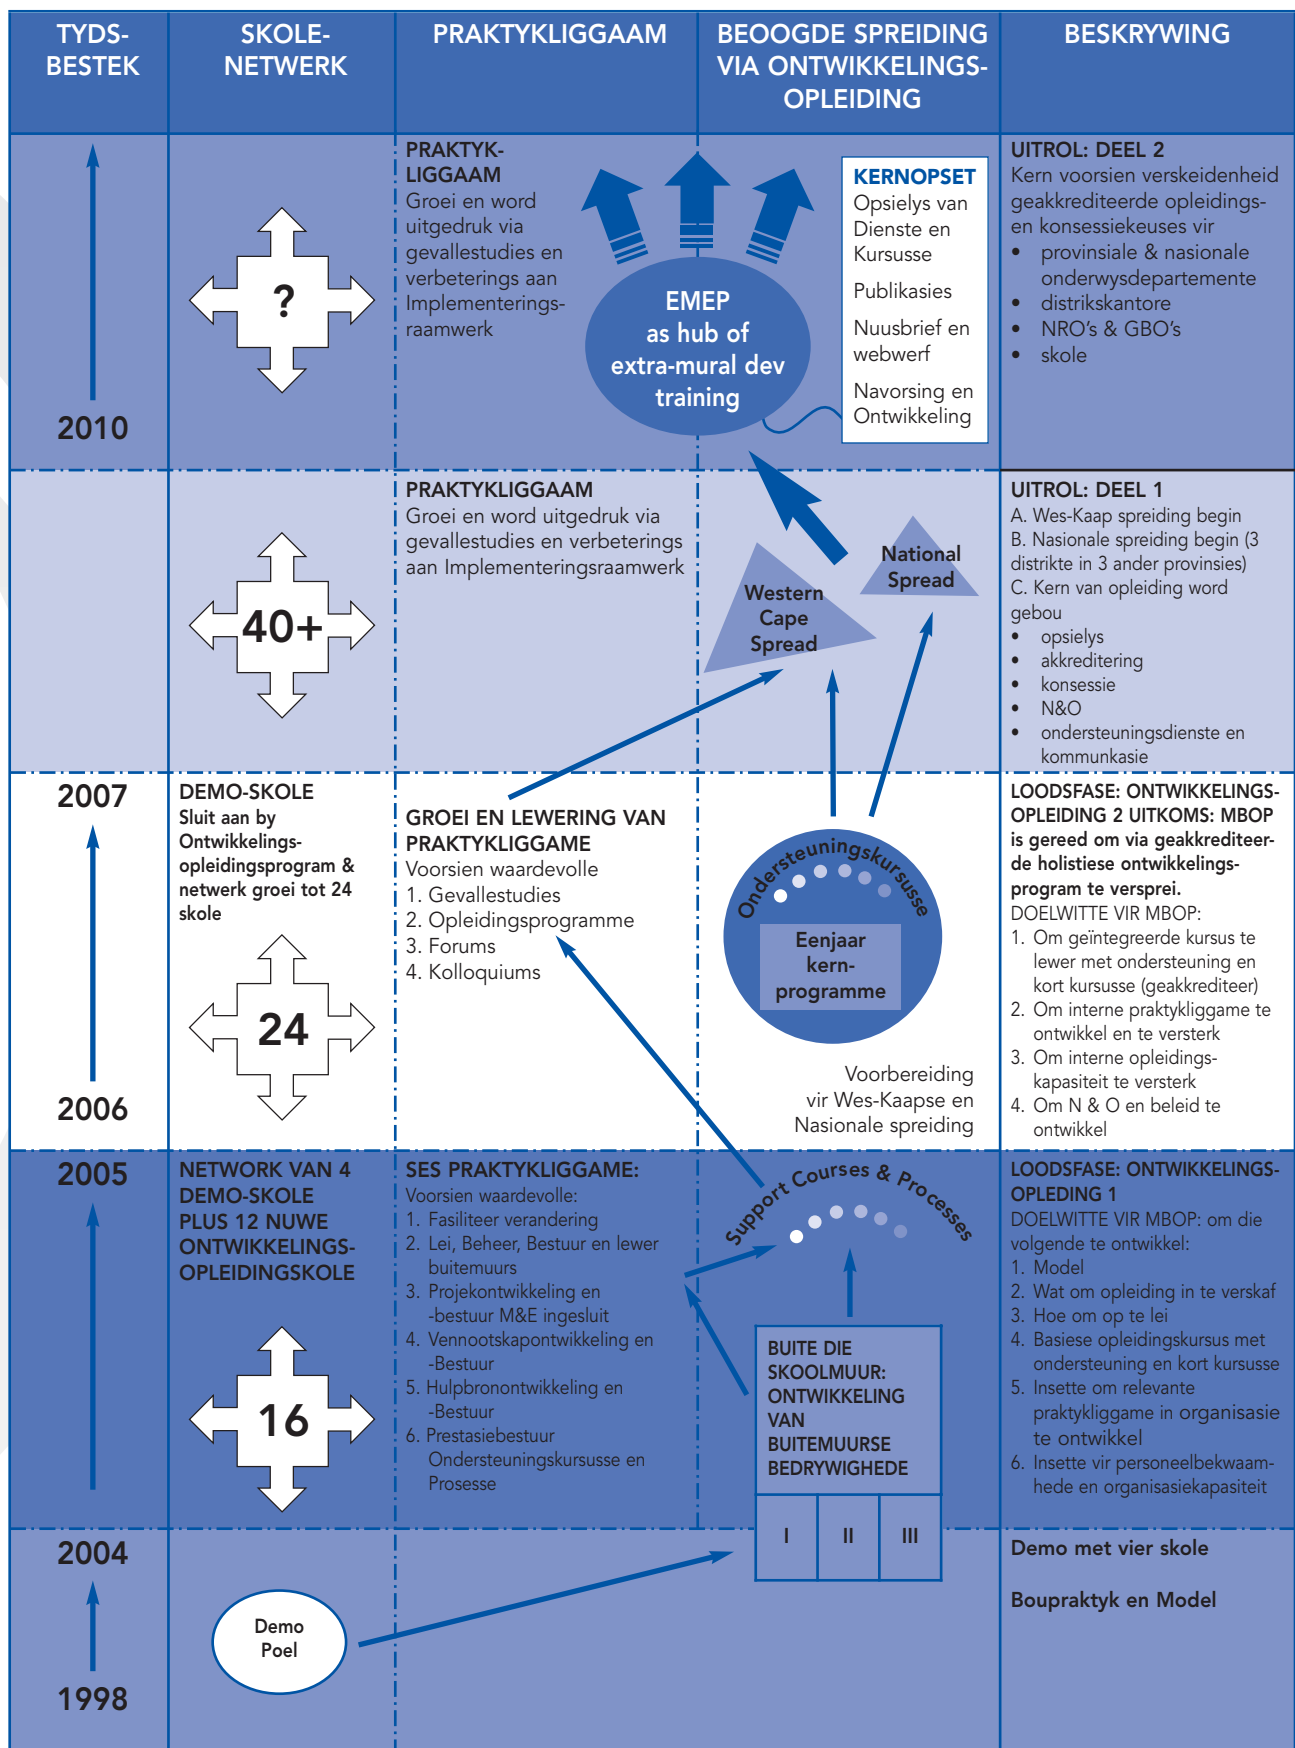 TYDS-
BESTEK
SKOLE-
NETWERK
PRAKTYKLIGGAAM
BEOOGDE SPREIDING
VIA ONTWIKKELINGS-
OPLEIDING
BESKRYWING
2010
?
PRAKTYK-
LIGGAAM
Groei en word
uitgedruk via
gevallestudies en
verbeterings aan
Implementerings-
raamwerk
EMEP
as hub of
extra-mural dev
training
KERNOPSET
Opsielys van
Dienste en
Kursusse
Publikasies
Nuusbrief en
webwerf
Navorsing en
Ontwikkeling
UITROL: DEEL 2
Kern voorsien verskeidenheid
geakkrediteerde opleidings-
en konsessiekeuses vir
• provinsiale & nasionale
onderwysdepartemente
• distrikskantore
• NRO's & GBO's
• skole
40+
PRAKTYKLIGGAAM
Groei en word uitgedruk via
gevallestudies en verbeterings
aan Implementeringsraamwerk
Western
Cape
Spread
National
Spread
UITROL: DEEL 1
A. Wes-Kaap spreiding begin
B. Nasionale spreiding begin (3
distrikte in 3 ander provinsies)
C. Kern van opleiding word
gebou
• opsielys
• akkreditering
• konsessie
• N&O
• ondersteuningsdienste en
kommunkasie
2007
2006
DEMO-SKOLE
Sluit aan by
Ontwikkelings-
opleidingsprogram &
netwerk groei tot 24
skole
24
GROEI EN LEWERING VAN
PRAKTYKLIGGAME
Voorsien waardevolle
1. Gevallestudies
2. Opleidingsprogramme
3. Forums
4. Kolloquiums
Ondersteuningskursusse
Eenjaar
kern-
programme
Voorbereiding
vir Wes-Kaapse en
Nasionale spreiding
LOODSFASE: ONTWIKKELINGS-
OPLEIDING 2 UITKOMS: MBOP
is gereed om via geakkrediteer-
de holistiese ontwikkelings-
program te versprei.
DOELWITTE VIR MBOP:
1. Om geïntegreerde kursus te
lewer met ondersteuning en
kort kursusse (geakkrediteer)
2. Om interne praktykliggame te
ontwikkel en te versterk
3. Om interne opleidings-
kapasiteit te versterk
4. Om N & O en beleid te
ontwikkel
2005
NETWORK VAN 4
DEMO-SKOLE
PLUS 12 NUWE
ONTWIKKELINGS-
OPLEIDINGSKOLE
16
SES PRAKTYKLIGGAME:
Voorsien waardevolle:
1. Fasiliteer verandering
2. Lei, Beheer, Bestuur en lewer
buitemuurs
3. Projekontwikkeling en
-bestuur M&E ingesluit
4. Vennootskapontwikkeling en
-Bestuur
5. Hulpbronontwikkeling en
-Bestuur
6. Prestasiebestuur
Ondersteuningskursusse en
Prosesse
Support Courses & Processes
BUITE DIE
SKOOLMUUR:
ONTWIKKELING
VAN
BUITEMUURSE
BEDRYWIGHEDE
I II III
LOODSFASE: ONTWIKKELINGS-
OPLEDING 1
DOELWITTE VIR MBOP: om die
volgende te ontwikkel:
1. Model
2. Wat om opleiding in te verskaf
3. Hoe om op te lei
4. Basiese opleidingskursus met
ondersteuning en kort kursusse
5. Insette om relevante
praktykliggame in organisasie
te ontwikkel
6. Insette vir personeelbekwaam-
hede en organisasiekapasiteit
2004
1998
Demo
Poel
Demo met vier skole
Boupraktyk en Model